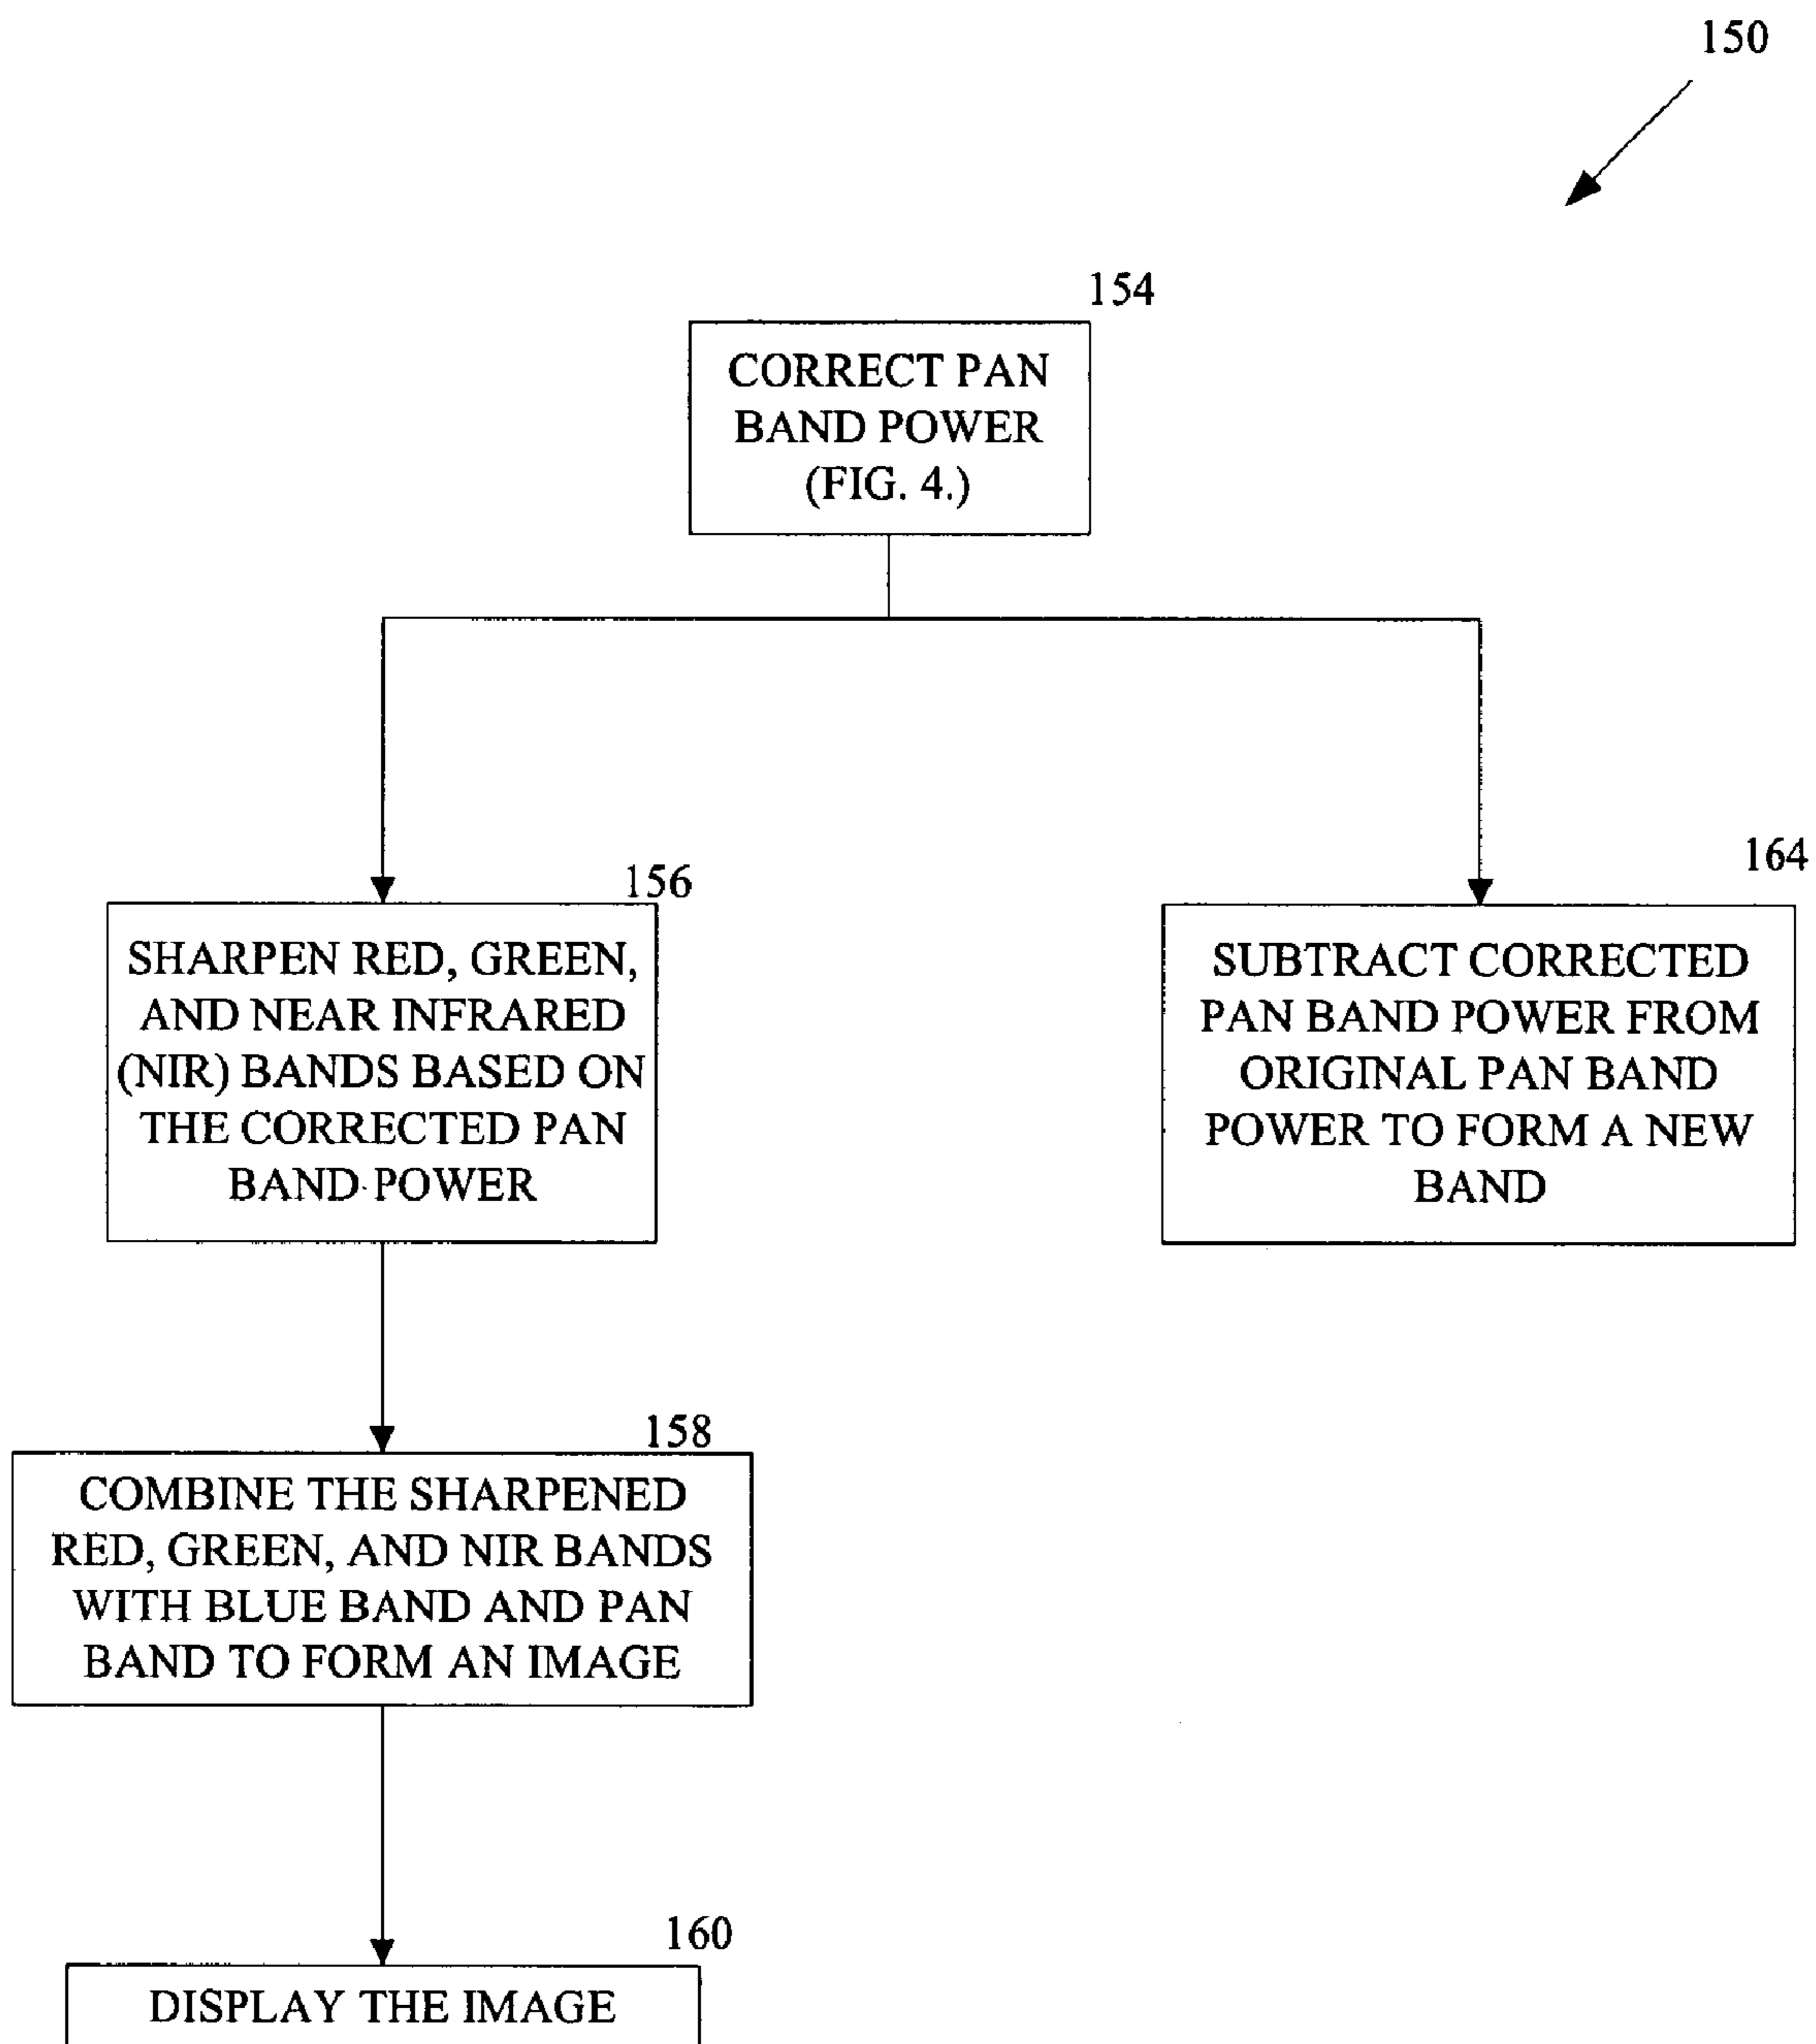 150
154
CORRECT PAN
BAND POWER
(FIG. 4.)
156
SHARPEN RED, GREEN,
AND NEAR INFRARED
(NIR) BANDS BASED ON
THE CORRECTED PAN
BAND POWER
164
SUBTRACT CORRECTED
PAN BAND POWER FROM
ORIGINAL PAN BAND
POWER TO FORM A NEW
BAND
158
COMBINE THE SHARPENED
RED, GREEN, AND NIR BANDS
WITH BLUE BAND AND PAN
BAND TO FORM AN IMAGE
160
DISPLAY THE IMAGE